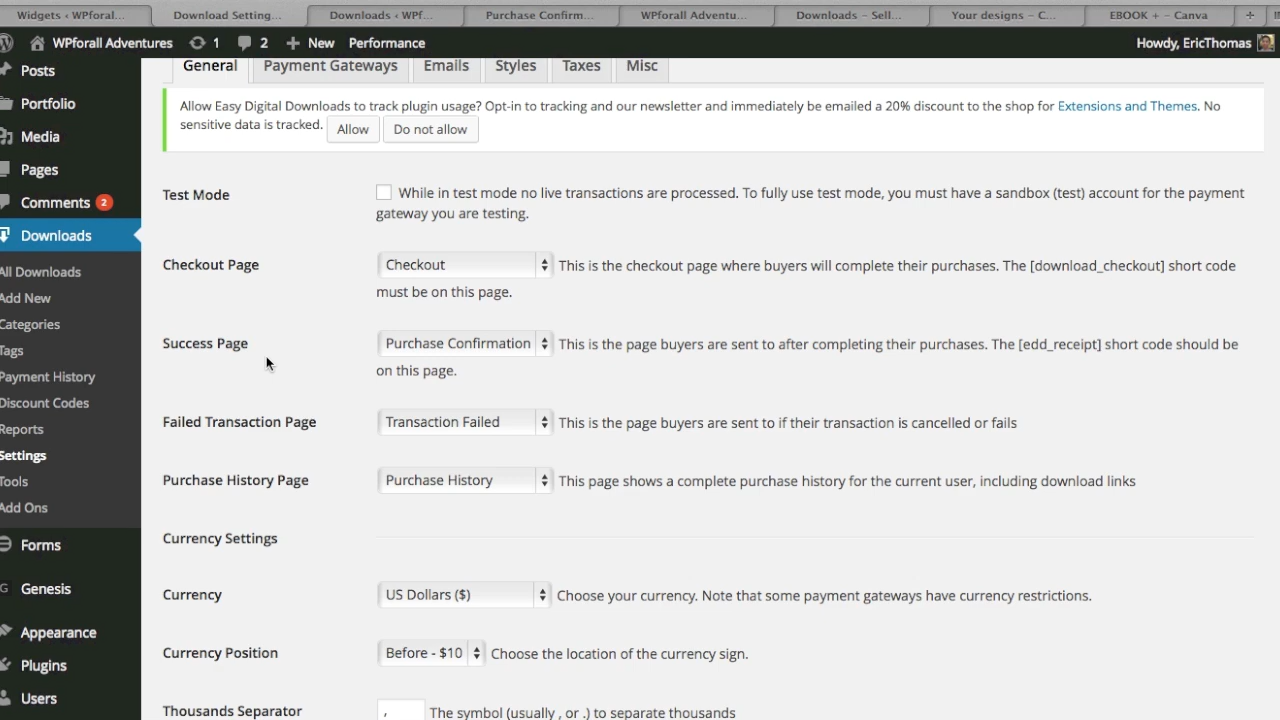 Widgets ‹ WPforal... Download Setting... Downloads ‹ WPf... Purchase Confirm... WPforall Adventu... Downloads – Sell... Your designs – C... EBOOK + – Canva +
WPforall Adventures 1 2 + New Performance Howdy, EricThomas
Posts
Portfolio
Media
Pages
Comments 2
Downloads
All Downloads
Add New
Categories
Tags
Payment History
Discount Codes
Reports
Settings
Tools
Add Ons
Forms
Genesis
Appearance
Plugins
Users
General Payment Gateways Emails Styles Taxes Misc
Allow Easy Digital Downloads to track plugin usage? Opt-in to tracking and our newsletter and immediately be emailed a 20% discount to the shop for Extensions and Themes. No
sensitive data is tracked. Allow Do not allow
Test Mode While in test mode no live transactions are processed. To fully use test mode, you must have a sandbox (test) account for the payment
gateway you are testing.
Checkout Page Checkout This is the checkout page where buyers will complete their purchases. The [download_checkout] short code
must be on this page.
Success Page Purchase Confirmation This is the page buyers are sent to after completing their purchases. The [edd_receipt] short code should be
on this page.
Failed Transaction Page Transaction Failed This is the page buyers are sent to if their transaction is cancelled or fails
Purchase History Page Purchase History This page shows a complete purchase history for the current user, including download links
Currency Settings
Currency US Dollars ($) Choose your currency. Note that some payment gateways have currency restrictions.
Currency Position Before - $10 Choose the location of the currency sign.
Thousands Separator , The symbol (usually , or .) to separate thousands